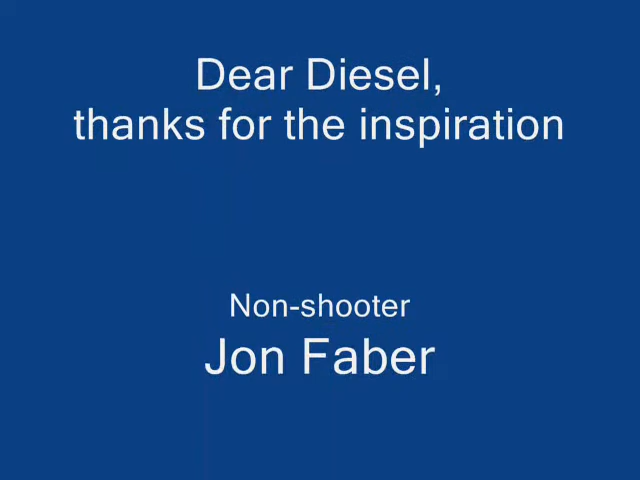 Dear Diesel,
thanks for the inspiration
Non-shooter
Jon Faber